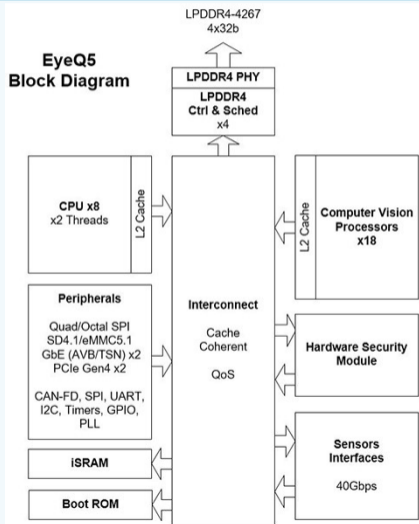 LPDDR4-4267
4x32b
EyeQ5
Block Diagram
LPDDR4 PHY
LPDDR4
Ctrl & Sched
x4
CPU x8
x2 Threads
L2 Cache
L2 Cache
Computer Vision
Processors
x18
Peripherals
Quad/Octal SPI
SD4.1/eMMC5.1
GbE (AVB/TSN) x2
PCIe Gen4 x2
CAN-FD, SPI, UART,
I2C, Timers, GPIO,
PLL
Interconnect
Cache
Coherent
QoS
Hardware Security
Module
Sensors
Interfaces
40Gbps
iSRAM
Boot ROM